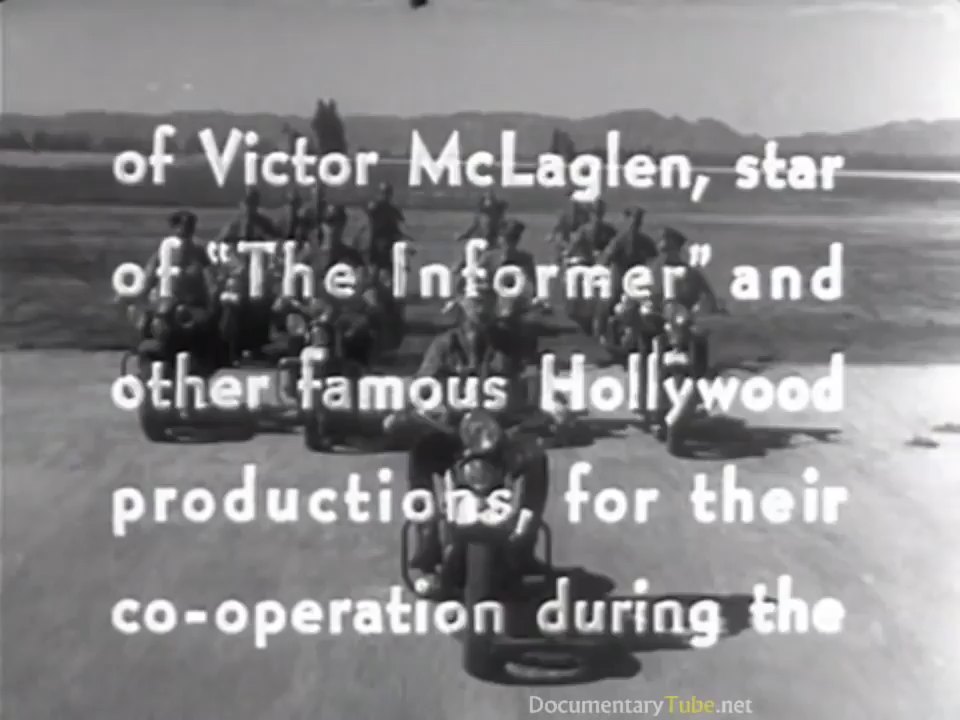 of Victor McLaglen, star
of "The Informer" and
other famous Hollywood
productions, for their
co-operation during the
DocumentaryTube.net